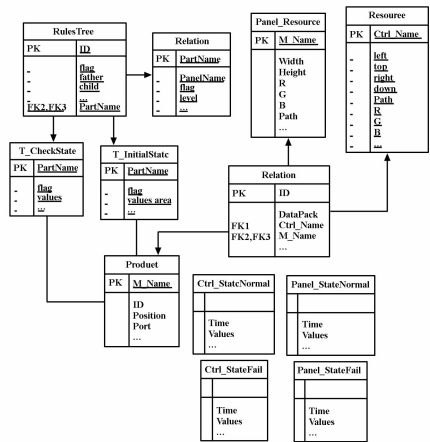 RulesTree
PK ID
- flag
- father
- child
- ...
FK2,FK3 PartName
Relation
PK PartName
- PanelName
- flag
- level
- ...
Panel_Resource
PK M_Name
Width
Height
R
G
B
Path
...
Resouree
PK Ctrl_Name
- left
- top
- right
- down
- Path
- R
- G
- B
- ...
T_CheckState
PK PartName
- flag
- values
- ...
T_InitialStatc
PK PartName
- flag
- values area
- ...
Relation
PK ID
DataPack
FK1 Ctrl_Name
FK2,FK3 M_Name
...
Product
PK M_Name
ID
Position
Port
...
Ctrl_StatcNormal
Time
Values
...
Panel_StateNormal
Time
Values
...
Ctrl_StateFail
Time
Values
...
Panel_StateFail
Time
Values
...